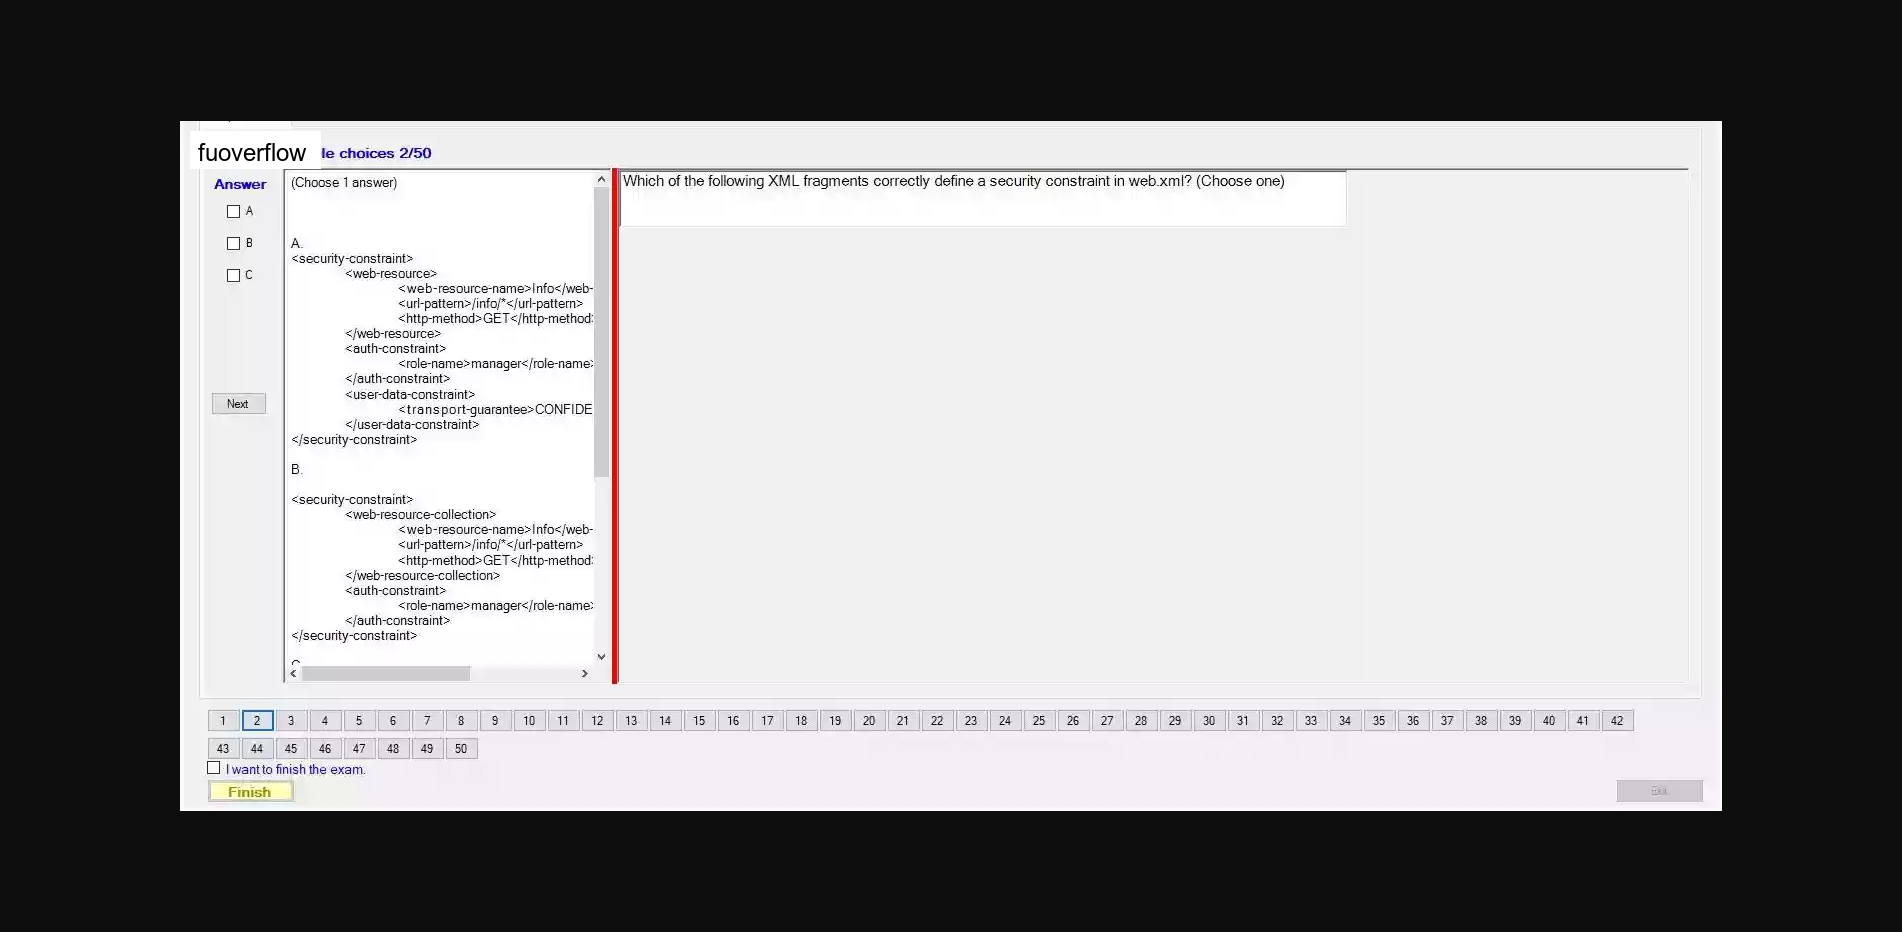 fuoverflow
le choices 2/50
Answer
A
B
C
Next
(Choose 1 answer)
A.
<security-constraint>
<web-resource>
<web-resource-name>Info</web-
<url-pattern>/info/*</url-pattern>
<http-method>GET</http-method>
</web-resource>
<auth-constraint>
<role-name>manager</role-name>
</auth-constraint>
<user-data-constraint>
<transport-guarantee>CONFIDE
</user-data-constraint>
</security-constraint>
B.
<security-constraint>
<web-resource-collection>
<web-resource-name>Info</web-
<url-pattern>/info/*</url-pattern>
<http-method>GET</http-method>
</web-resource-collection>
<auth-constraint>
<role-name>manager</role-name>
</auth-constraint>
</security-constraint>
Which of the following XML fragments correctly define a security constraint in web.xml? (Choose one)
1 2 3 4 5 6 7 8 9 10 11 12 13 14 15 16 17 18 19 20 21 22 23 24 25 26 27 28 29 30 31 32 33 34 35 36 37 38 39 40 41 42
43 44 45 46 47 48 49 50
I want to finish the exam.
Finish
Exit